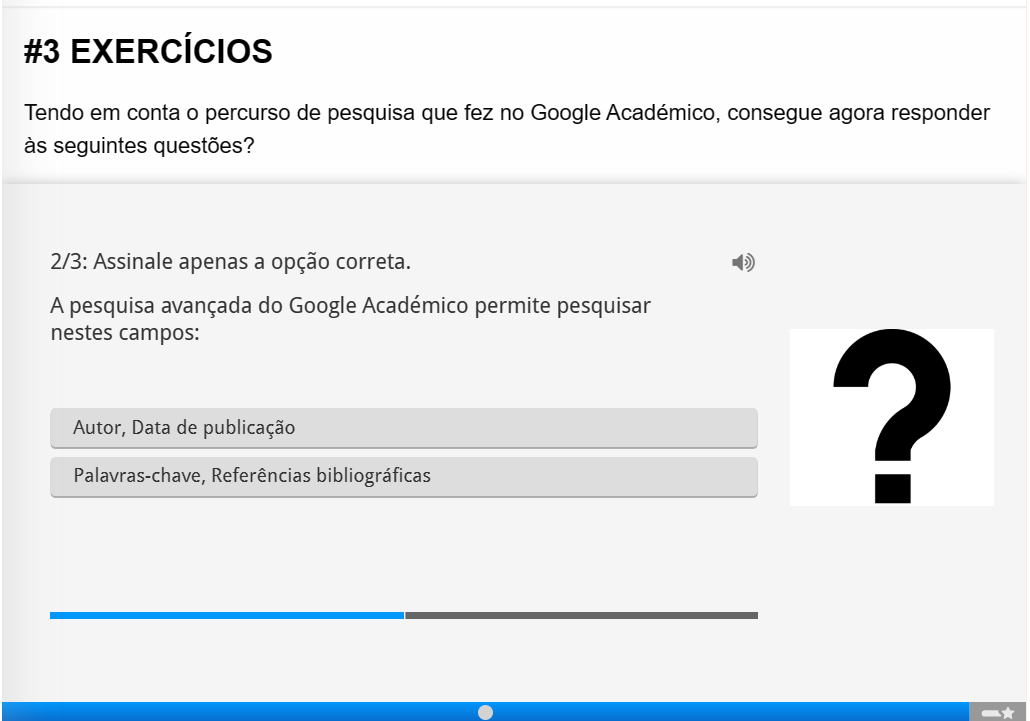 #3 EXERCÍCIOS
Tendo em conta o percurso de pesquisa que fez no Google Académico, consegue agora responder
às seguintes questões?
2/3: Assinale apenas a opção correta.
A pesquisa avançada do Google Académico permite pesquisar
nestes campos:
Autor, Data de publicação
Palavras-chave, Referências bibliográficas